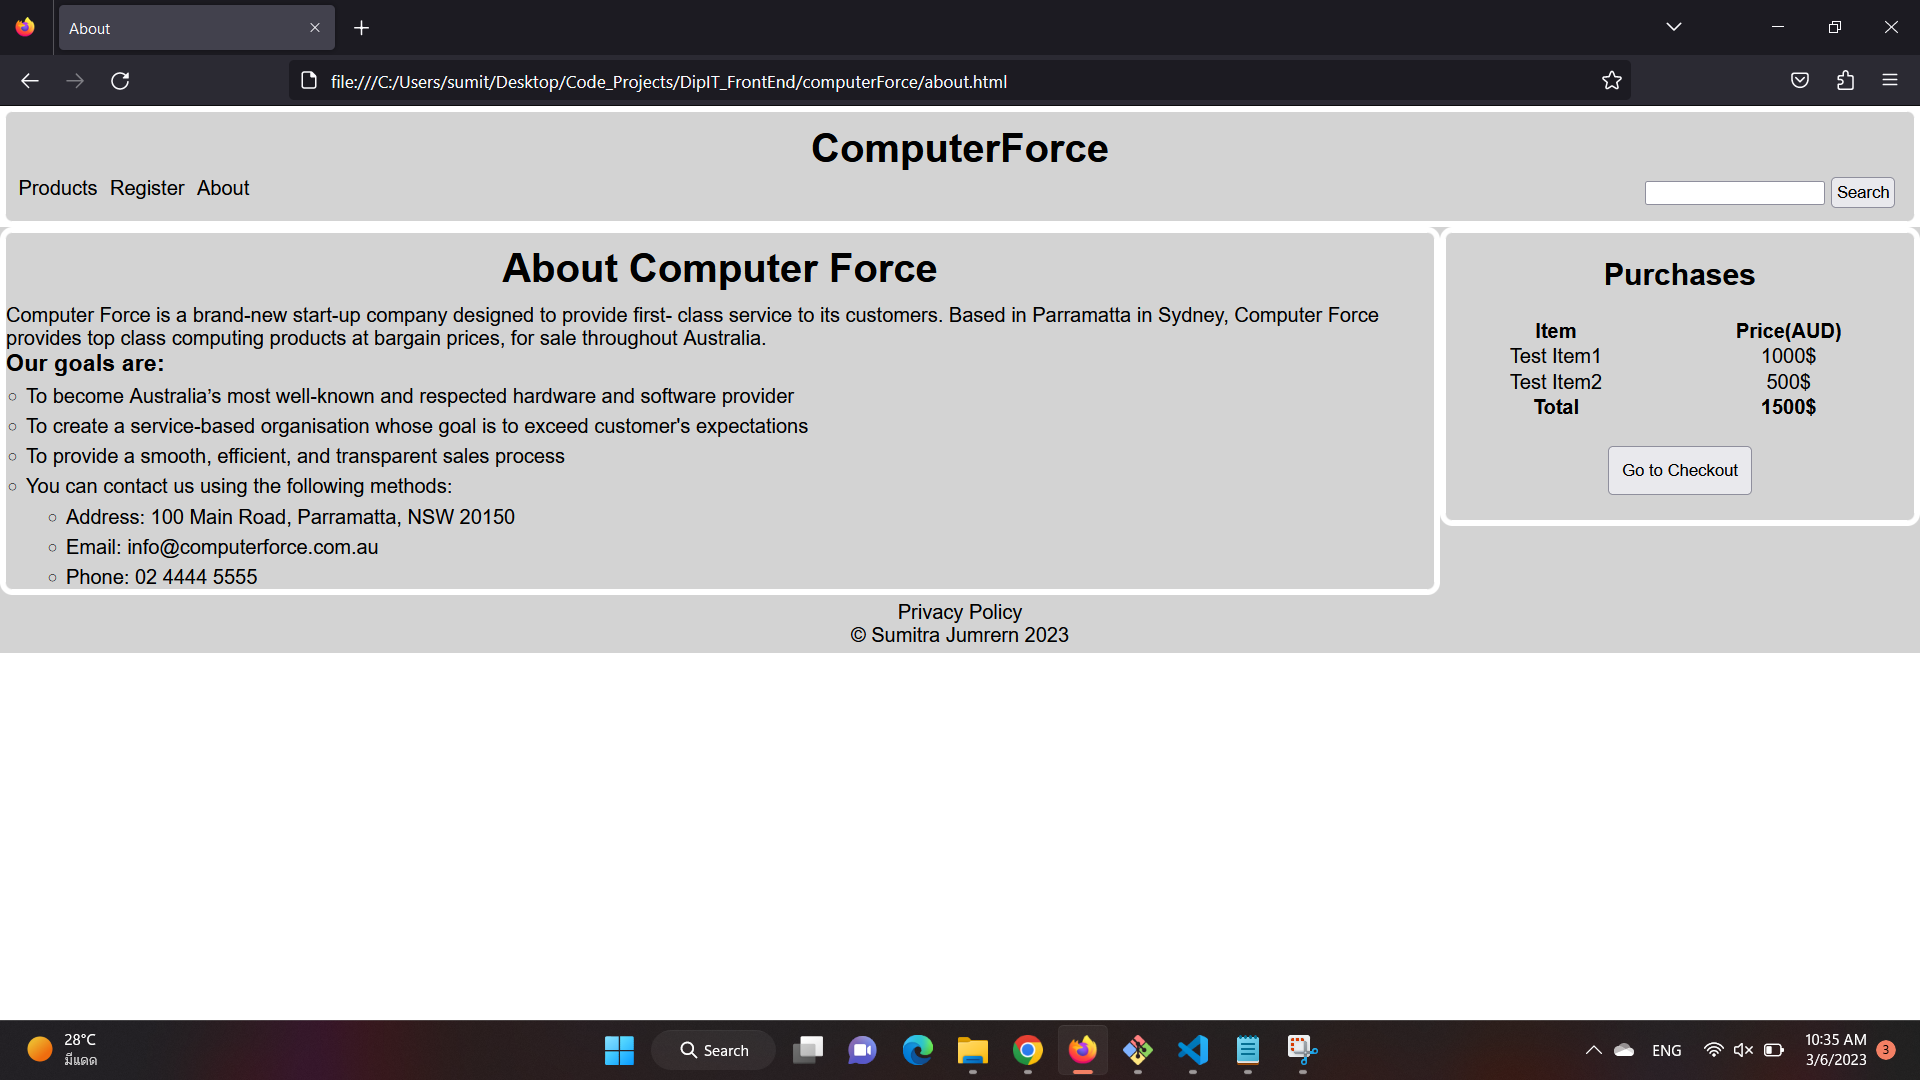 About
file:///C:/Users/sumit/Desktop/Code_Projects/DipIT_FrontEnd/computerForce/about.html
ComputerForce
Products Register About
Search
About Computer Force
Computer Force is a brand-new start-up company designed to provide first- class service to its customers. Based in Parramatta in Sydney, Computer Force
provides top class computing products at bargain prices, for sale throughout Australia.
Our goals are:
To become Australia’s most well-known and respected hardware and software provider
To create a service-based organisation whose goal is to exceed customer's expectations
To provide a smooth, efficient, and transparent sales process
You can contact us using the following methods:
Address: 100 Main Road, Parramatta, NSW 20150
Email: info@computerforce.com.au
Phone: 02 4444 5555
Purchases
Item Price(AUD)
Test Item1 1000$
Test Item2 500$
Total 1500$
Go to Checkout
Privacy Policy
© Sumitra Jumrern 2023
28°C
มีแดด
Search
ENG
10:35 AM
3/6/2023
3